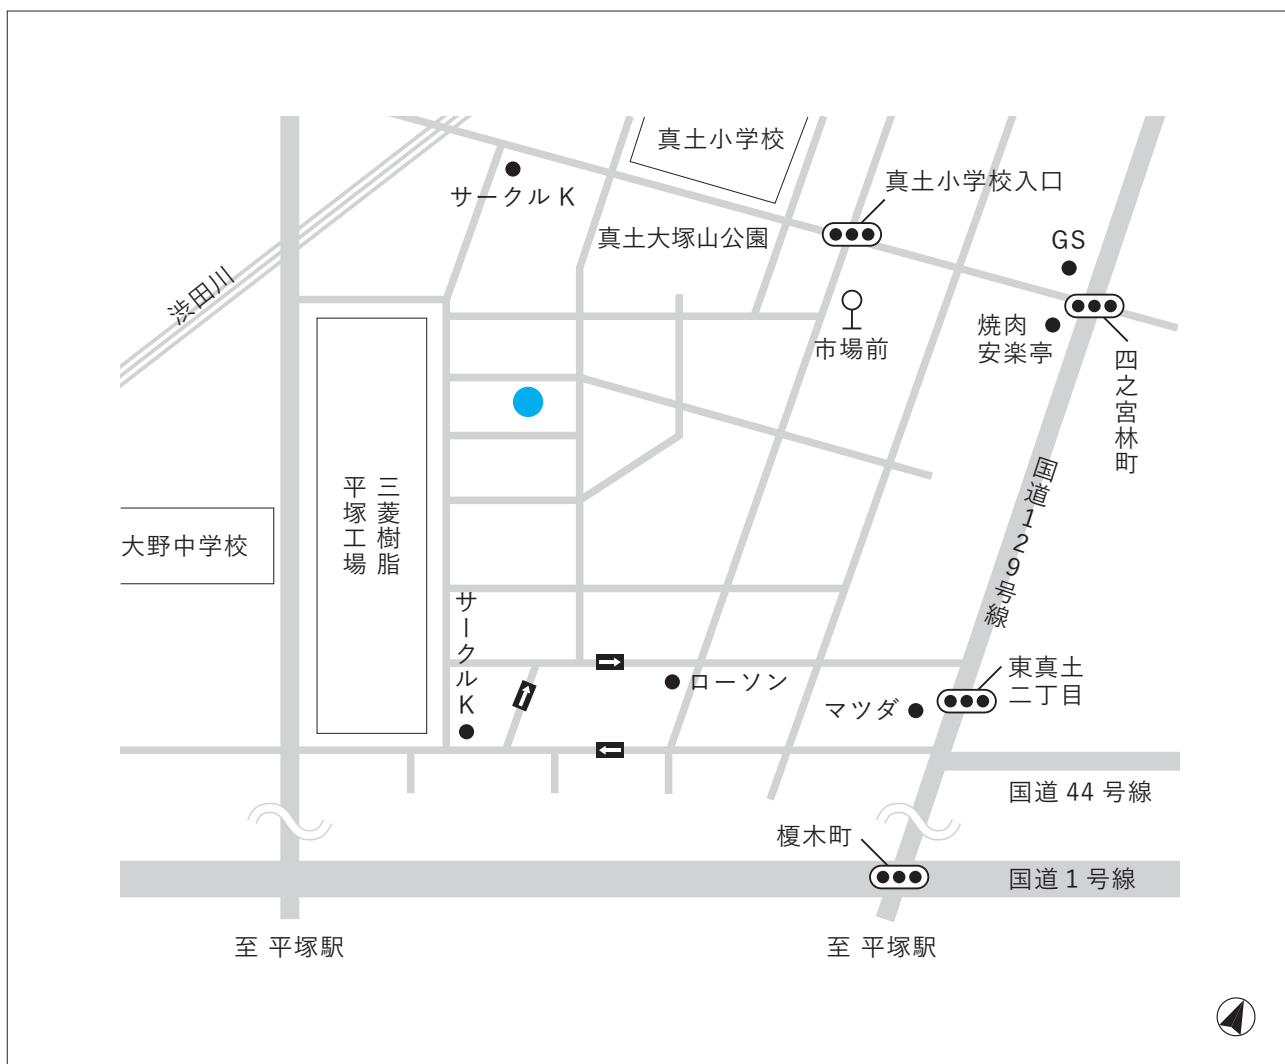 真土小学校
サークル K
真土小学校入口
真土大塚山公園
GS
渋田川
市場前
焼肉
安楽亭
四之宮林町
国道129号線
三菱樹脂
平塚工場
大野中学校
サークルK
ローソン
東真土
二丁目
マツダ
国道 44 号線
榎木町
国道 1 号線
至 平塚駅
至 平塚駅